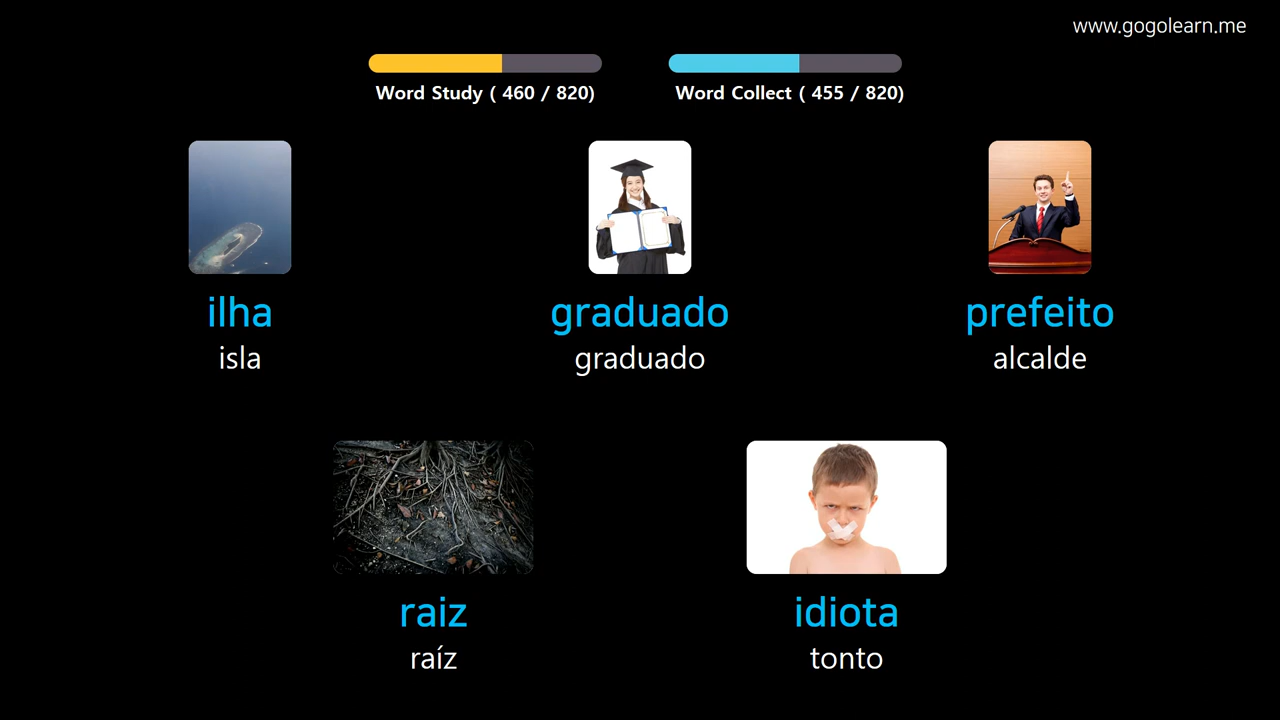 www.gogolearn.me
Word Study ( 460 / 820)
Word Collect ( 455 / 820)
ilha
isla
graduado
graduado
prefeito
alcalde
raiz
raíz
idiota
tonto